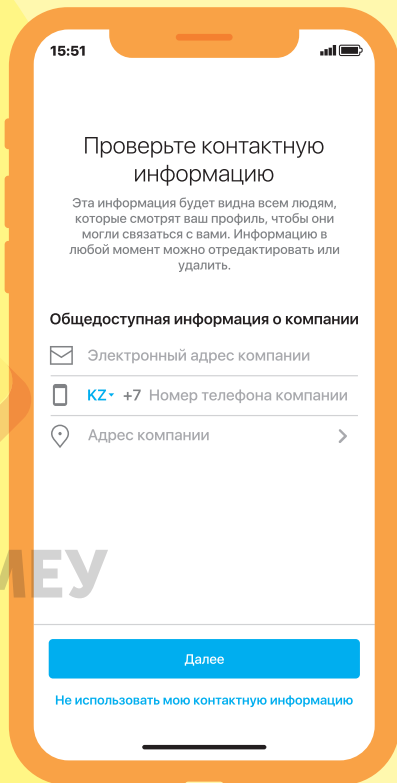 15:51
Проверьте контактную
информацию
Эта информация будет видна всем людям,
которые смотрят ваш профиль, чтобы они
могли связаться с вами. Информацию в
любой момент можно отредактировать или
удалить.
Общедоступная информация о компании
Электронный адрес компании
KZ +7 Номер телефона компании
Адрес компании
Далее
Не использовать мою контактную информацию